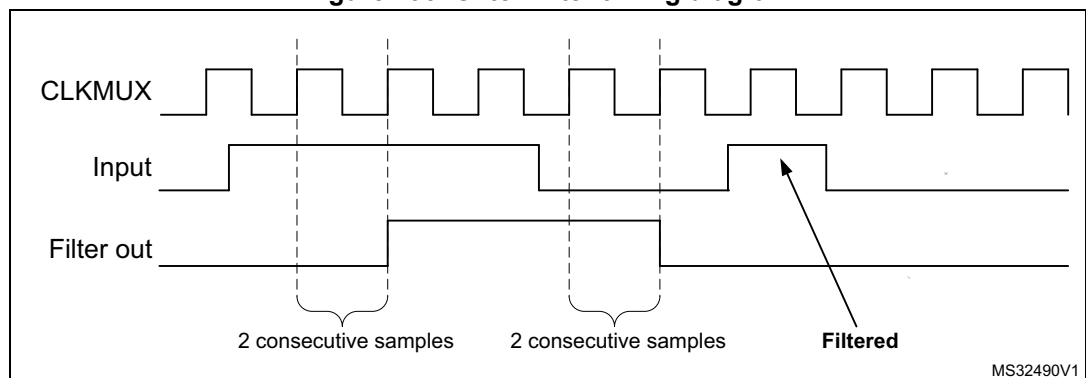 CLKMUX
Input
Filter out
2 consecutive samples
2 consecutive samples
Filtered
MS32490V1